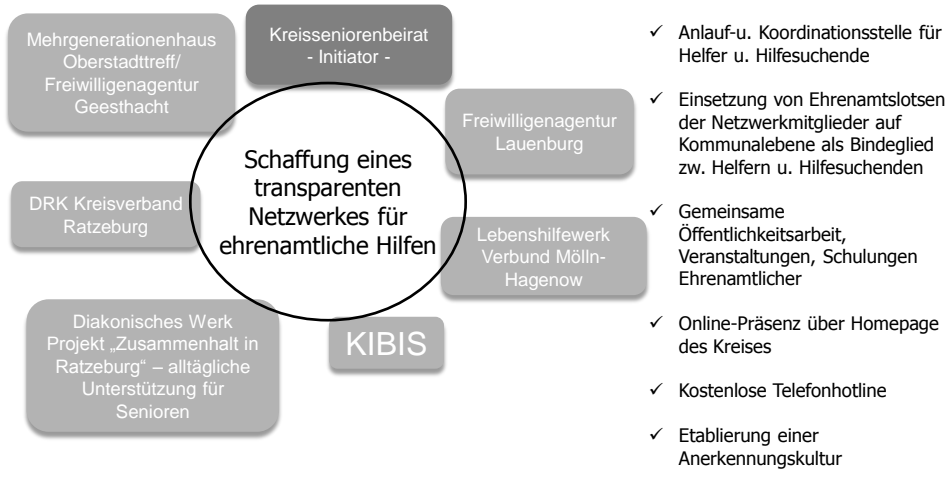 Mehrgenerationenhaus
Oberstadttreff/
Freiwilligenagentur
Geesthacht
Kreisseniorenbeirat
- Initiator -
Freiwilligenagentur
Lauenburg
Schaffung eines
transparenten
Netzwerkes für
ehrenamtliche Hilfen
DRK Kreisverband
Ratzeburg
Lebenshilfewerk
Verbund Mölln-
Hagenow
Diakonisches Werk
Projekt „Zusammenhalt in
Ratzeburg“ – alltägliche
Unterstützung für
Senioren
KIBIS
✓ Anlauf-u. Koordinationsstelle für
Helfer u. Hilfesuchende
✓ Einsetzung von Ehrenamtslotsen
der Netzwerkmitglieder auf
Kommunalebene als Bindeglied
zw. Helfern u. Hilfesuchenden
✓ Gemeinsame
Öffentlichkeitsarbeit,
Veranstaltungen, Schulungen
Ehrenamtlicher
✓ Online-Präsenz über Homepage
des Kreises
✓ Kostenlose Telefonhotline
✓ Etablierung einer
Anerkennungskultur